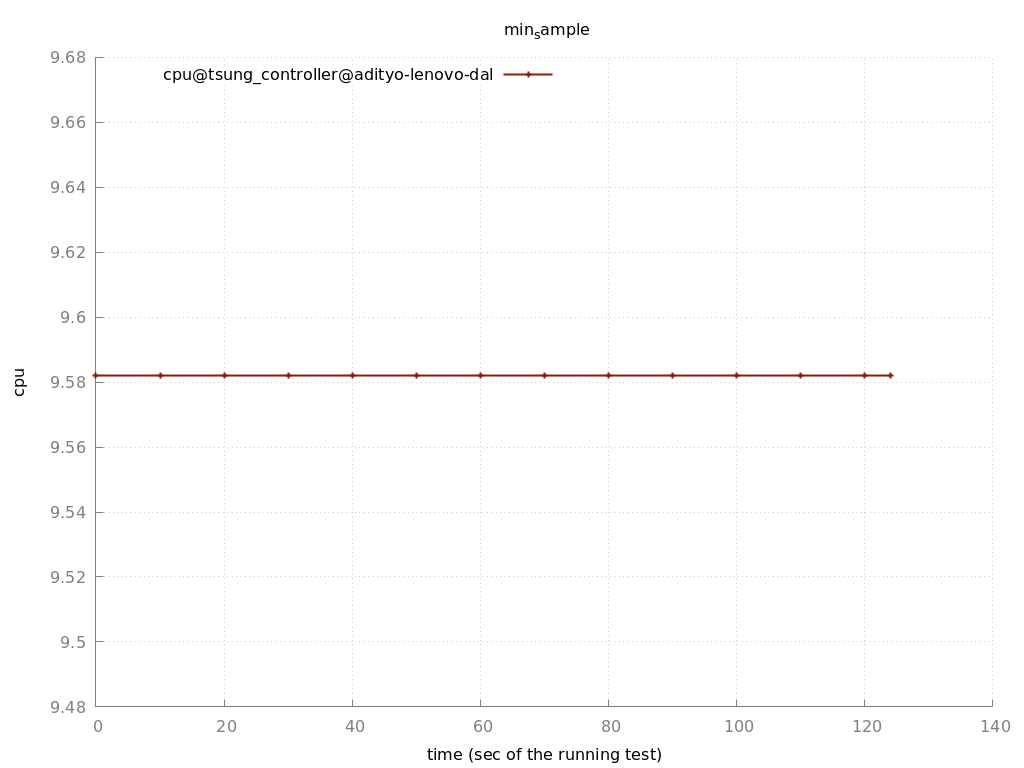 minsample
9.68
cpu@tsung_controller@adityo-lenovo-dal
9.66
9.64
9.62
9.6
cpu
9.58
9.56
9.54
9.52
9.5
9.48
0 20 40 60 80 100 120 140
time (sec of the running test)